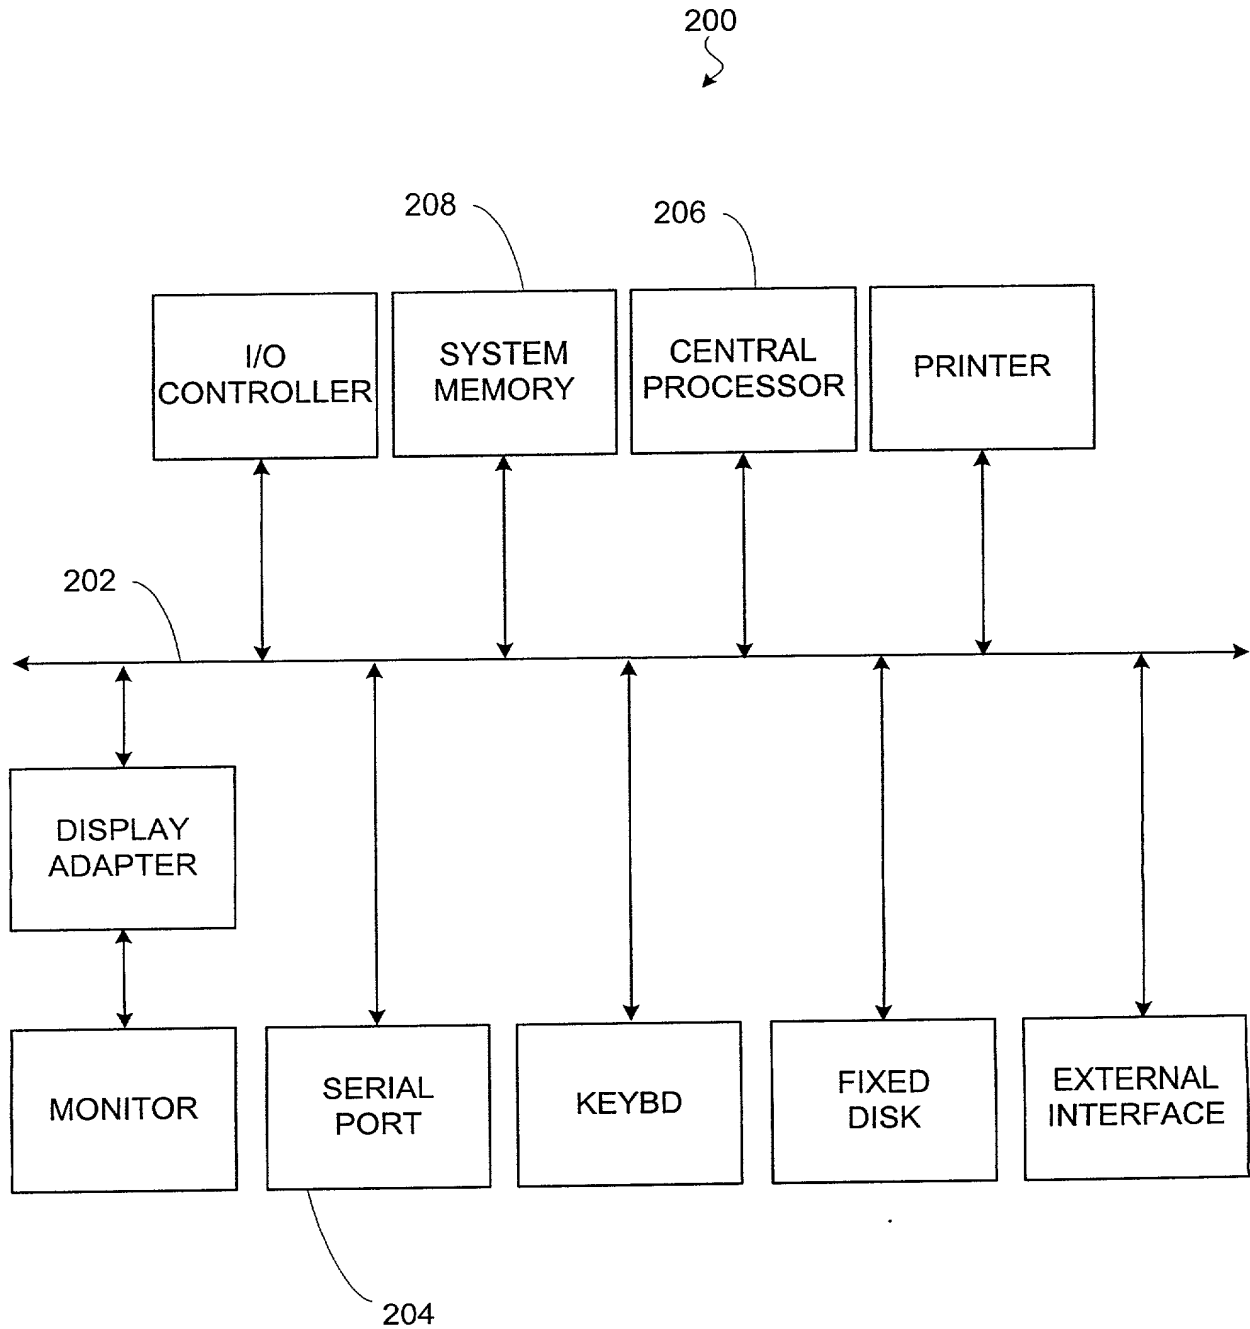 200
208
206
I/O
CONTROLLER
SYSTEM
MEMORY
CENTRAL
PROCESSOR
PRINTER
202
DISPLAY
ADAPTER
MONITOR
SERIAL
PORT
KEYBD
FIXED
DISK
EXTERNAL
INTERFACE
204